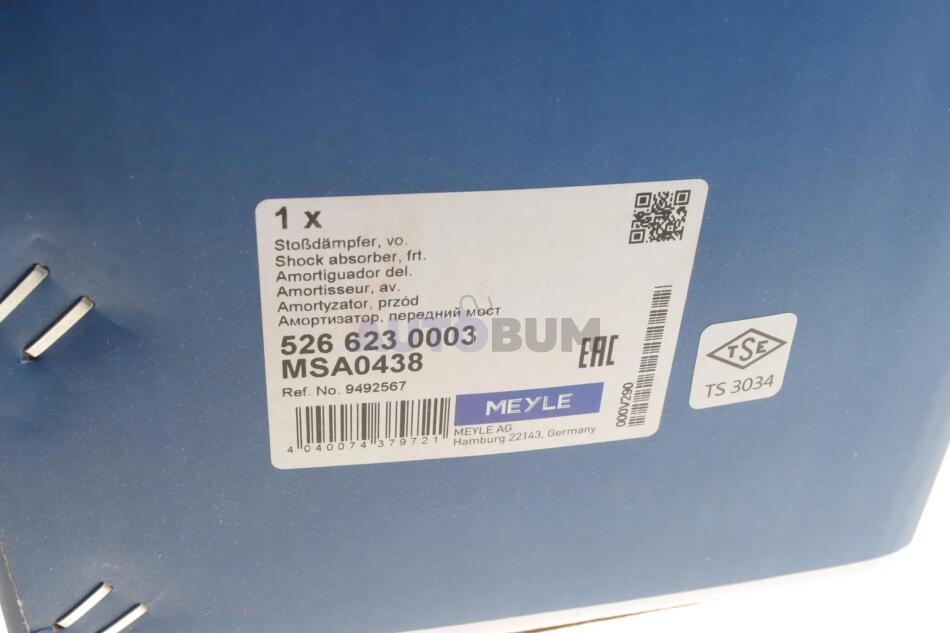 1 x
Stoßdämpfer, vo.
Shock absorber, frt.
Amortiguador del.
Amortisseur, av.
Amortyzator, przód
Амортизатор, передний мост
AUTOBUM
526 623 0003
MSA0438
EAC
Ref. No. 9492567
MEYLE
MEYLE AG
Hamburg 22143, Germany
4 040074 379721
000V290
TSE
TS 3034